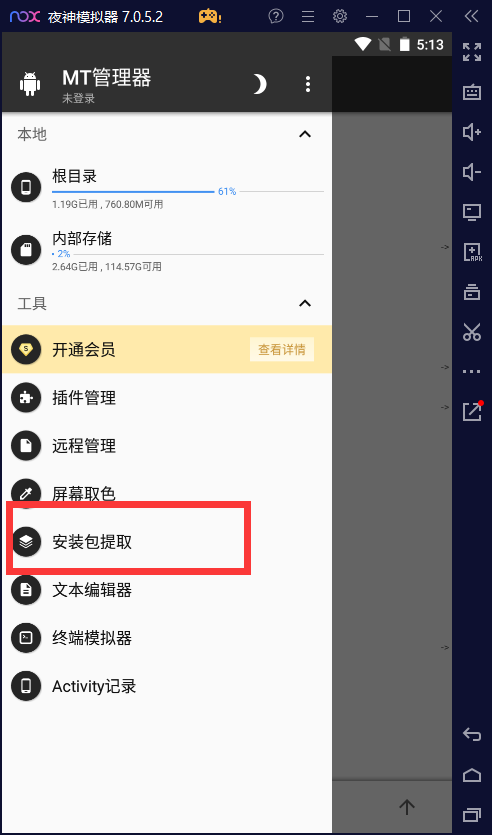 nox 夜神模拟器 7.0.5.2
5:13
MT管理器
未登录
本地
根目录
61%
1.19G已用 , 760.80M可用
内部存储
2%
2.64G已用 , 114.57G可用
工具
开通会员
查看详情
插件管理
远程管理
屏幕取色
安装包提取
文本编辑器
终端模拟器
Activity记录
->
->
->
->
APK